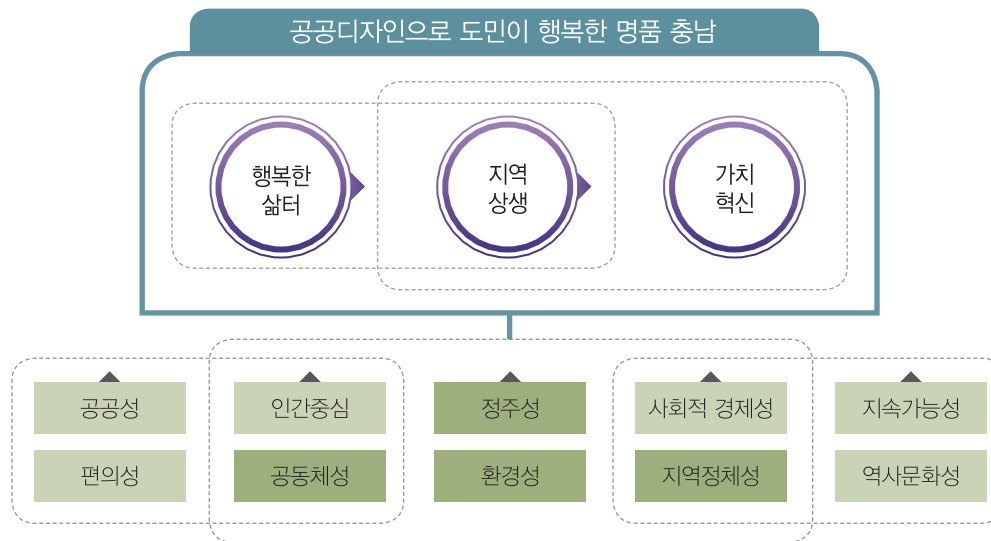 공공디자인으로 도민이 행복한 명품 충남
행복한
삶터
지역
상생
가치
혁신
공공성
인간중심
정주성
사회적 경제성
지속가능성
편의성
공동체성
환경성
지역정체성
역사문화성